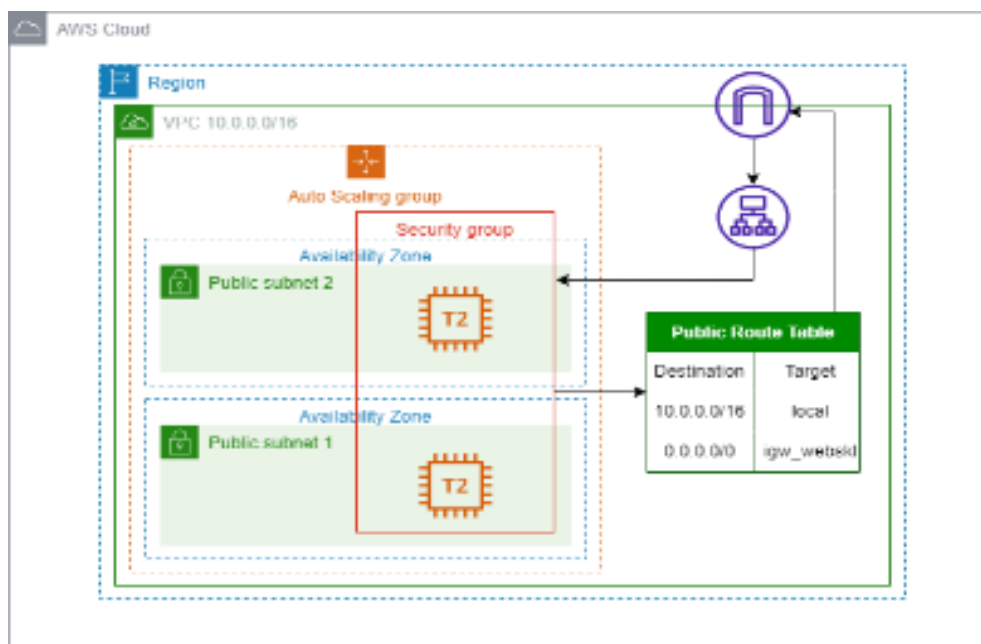 AWS Cloud
Region
VPC 10.0.0.0/16
Auto Scaling group
Security group
Availability Zone
Public subnet 2
T2
Public Route Table
Destination Target
10.0.0.0/16 local
0.0.0.0/0 igw_webskl
Availability Zone
Public subnet 1
T2